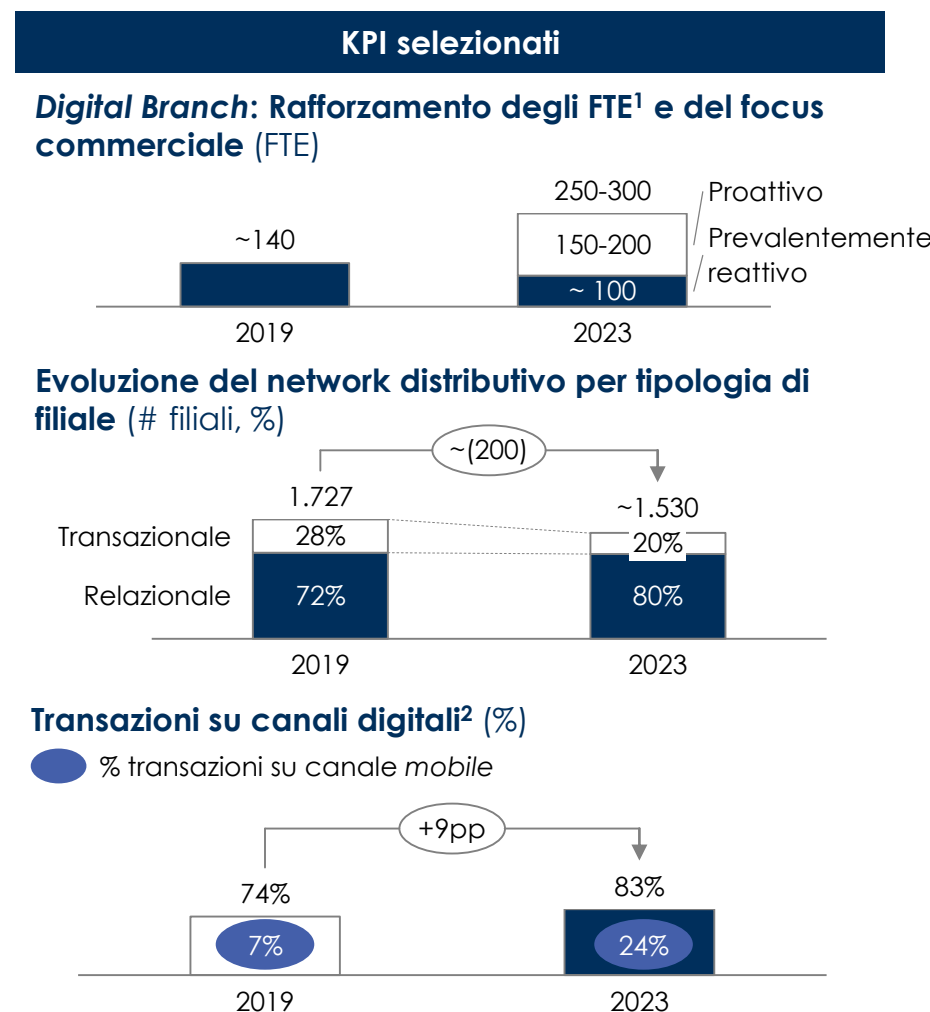 KPI selezionati
Digital Branch: Rafforzamento degli FTE¹ e del focus
commerciale (FTE)
250-300
Proattivo
~140
150-200
Prevalentemente
reattivo
~ 100
2019
2023
Evoluzione del network distributivo per tipologia di
filiale (# filiali, %)
~(200)
1.727
~1.530
Transazionale
28%
20%
Relazionale
72%
80%
2019
2023
Transazioni su canali digitali² (%)
% transazioni su canale mobile
+9pp
74%
83%
7%
24%
2019
2023